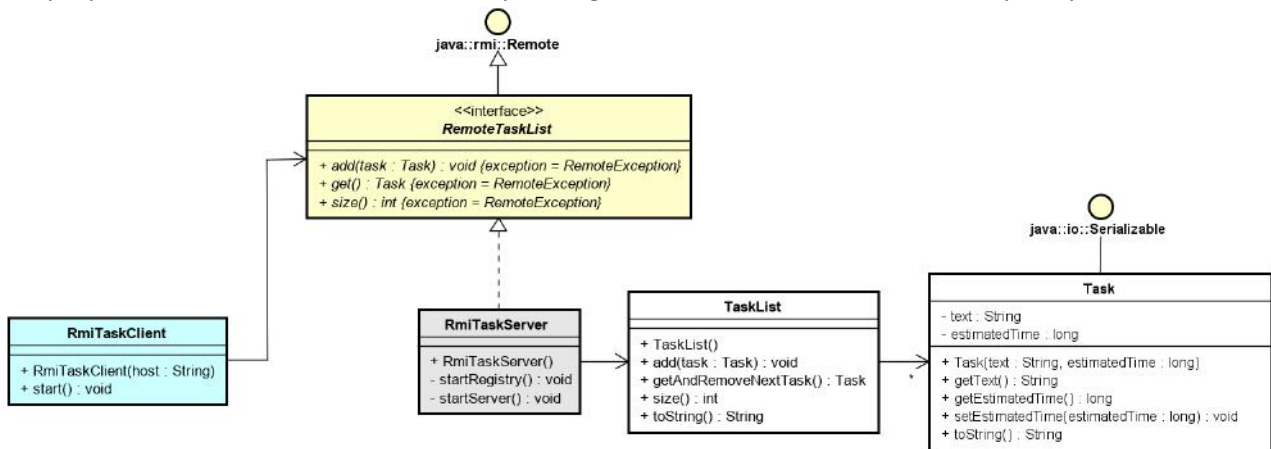 java::rmi::Remote
<<interface>>
RemoteTaskList
+ add(task : Task) : void {exception = RemoteException}
+ get() : Task {exception = RemoteException}
+ size() : int {exception = RemoteException}
java::io::Serializable
RmiTaskClient
+ RmiTaskClient(host : String)
+ start() : void
RmiTaskServer
+ RmiTaskServer()
- startRegistry() : void
- startServer() : void
TaskList
+ TaskList()
+ add(task : Task) : void
+ getAndRemoveNextTask() : Task
+ size() : int
+ toString() : String
*
Task
- text : String
- estimatedTime : long
+ Task(text : String, estimatedTime : long)
+ getText() : String
+ getEstimatedTime() : long
+ setEstimatedTime(estimatedTime : long) : void
+ toString() : String